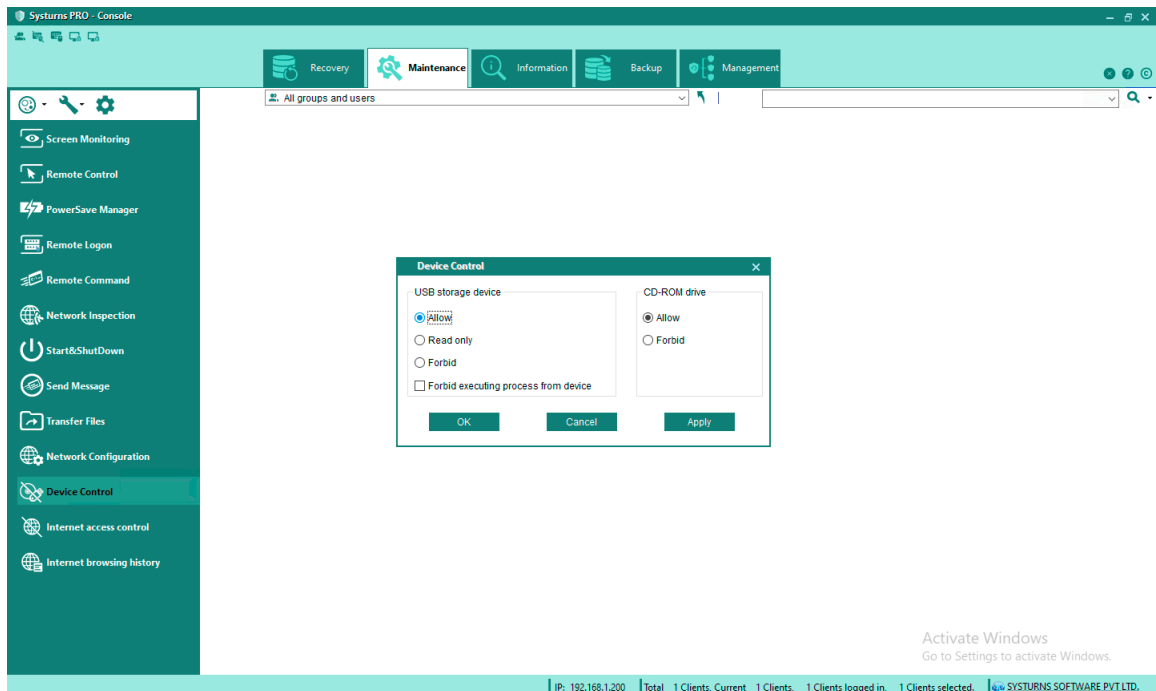 Systurns PRO - Console
Recovery
Maintenance
Information
Backup
Management
All groups and users
Screen Monitoring
Remote Control
PowerSave Manager
Remote Logon
Remote Command
Network Inspection
Start&ShutDown
Send Message
Transfer Files
Network Configuration
Device Control
Internet access control
Internet browsing history
Device Control
USB storage device
Allow
Read only
Forbid
Forbid executing process from device
CD-ROM drive
Allow
Forbid
OK
Cancel
Apply
Activate Windows
Go to Settings to activate Windows.
IP: 192.168.1.200
Total 1 Clients. Current 1 Clients. 1 Clients logged in. 1 Clients selected.
SYSTURNS SOFTWARE PVT LTD.